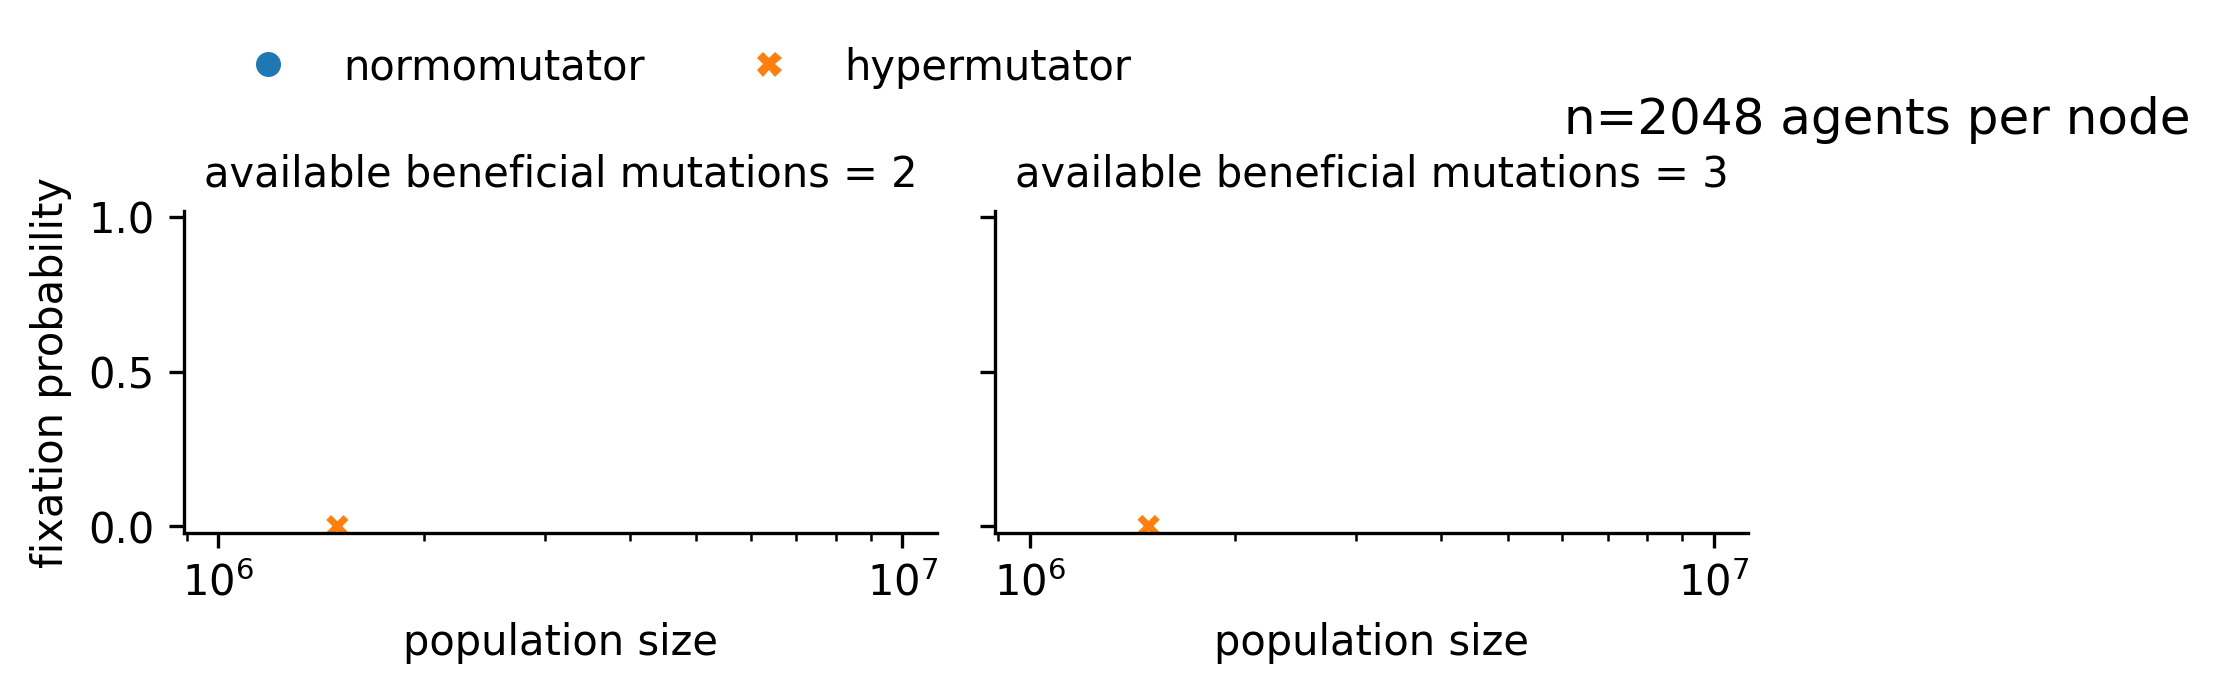 normomutator hypermutator
n=2048 agents per node
available beneficial mutations = 2
available beneficial mutations = 3
fixation probability
1.0
0.5
0.0
10⁶ 10⁷
10⁶ 10⁷
population size
population size